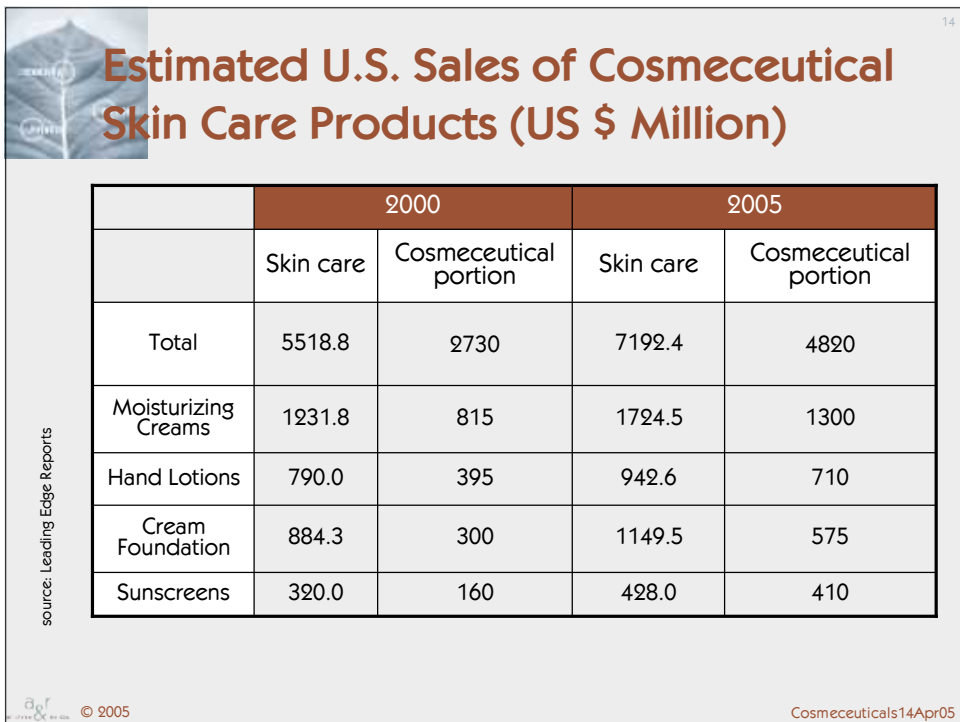 14
Estimated U.S. Sales of Cosmeceutical
Skin Care Products (US $ Million)
2000 2005
Skin care Cosmeceutical portion Skin care Cosmeceutical portion
Total 5518.8 2730 7192.4 4820
Moisturizing Creams 1231.8 815 1724.5 1300
Hand Lotions 790.0 395 942.6 710
Cream Foundation 884.3 300 1149.5 575
Sunscreens 320.0 160 428.0 410
source: Leading Edge Reports
a&r
© 2005
Cosmeceuticals14Apr05